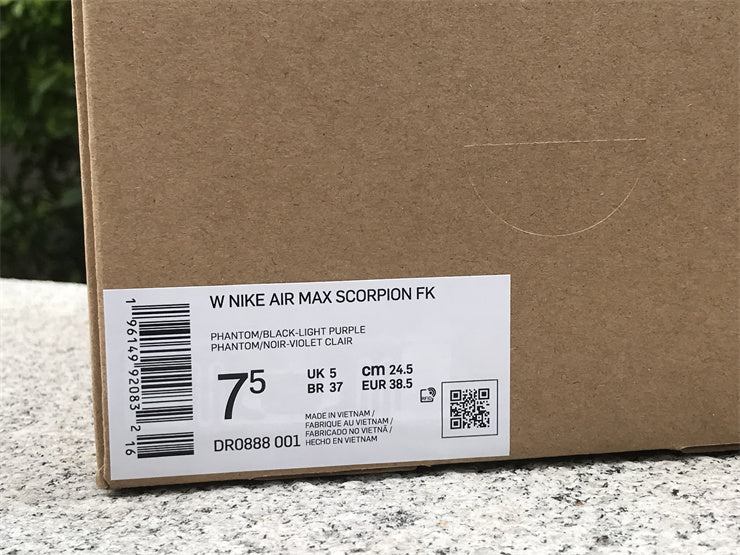 W NIKE AIR MAX SCORPION FK
PHANTOM/BLACK-LIGHT PURPLE
PHANTOM/NOIR-VIOLET CLAIR
75
UK 5
BR 37
cm 24.5
EUR 38.5
RFID
DR0888 001
MADE IN VIETNAM /
FABRIQUE AU VIETNAM /
FABRICADO NO VIETNÃ /
HECHO EN VIETNAM
1 96149 92083 2 16